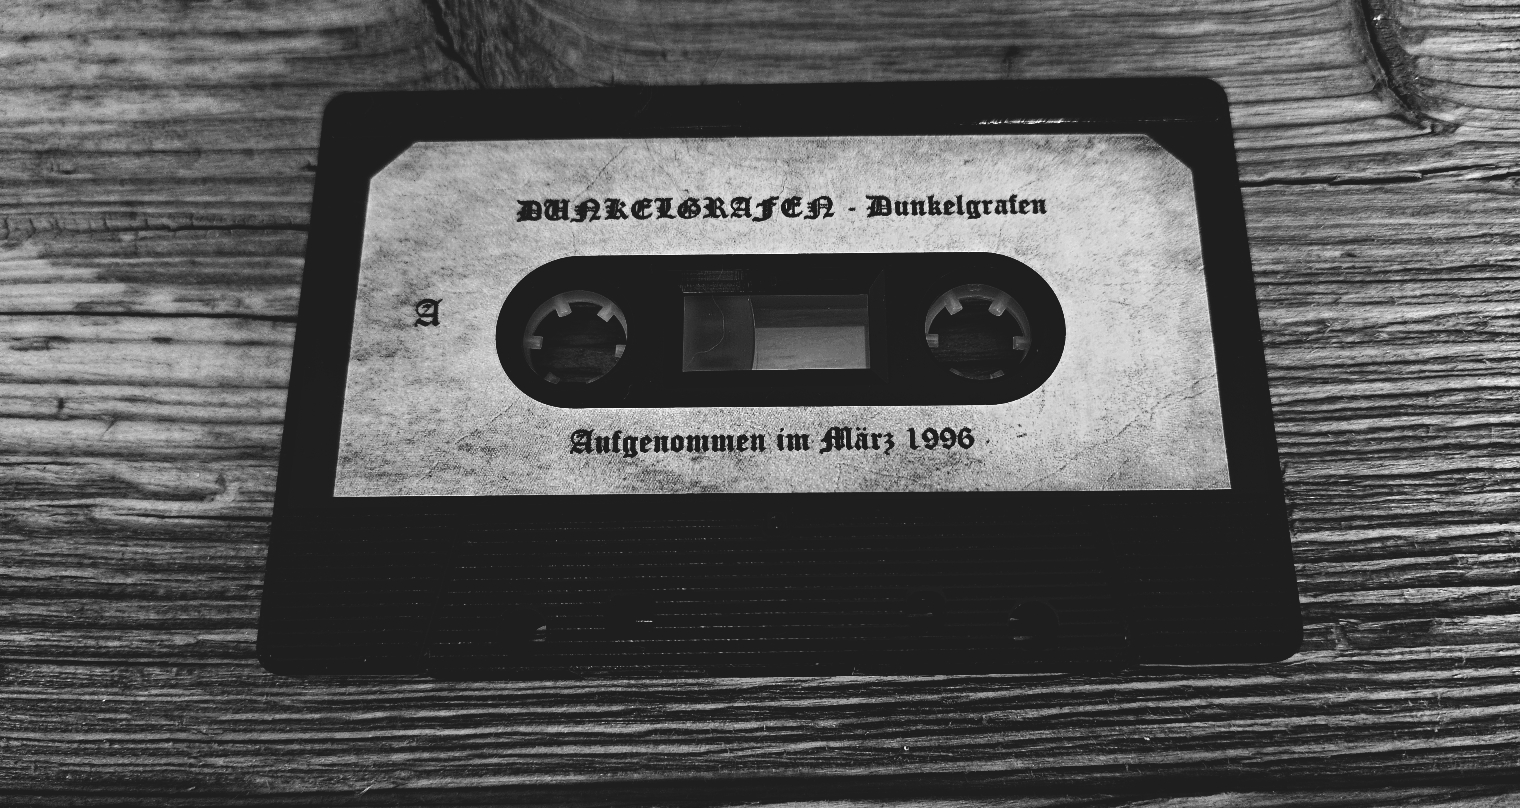 DUNKELGRAFEN - Dunkelgrafen
A
Aufgenommen im März 1996